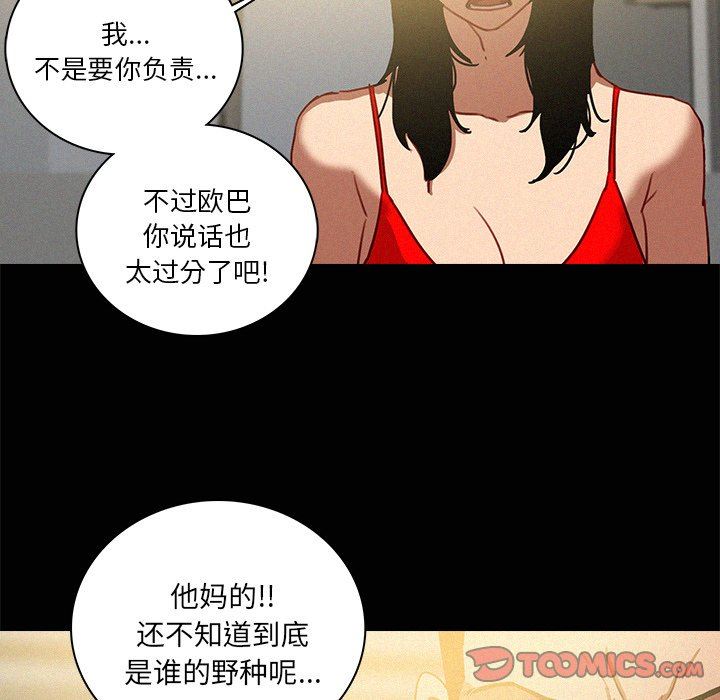 我...
不是要你负责...
不过欧巴
你说话也
太过分了吧!
他妈的!!
还不知道到底
是谁的野种呢...
TOOMICS.COM